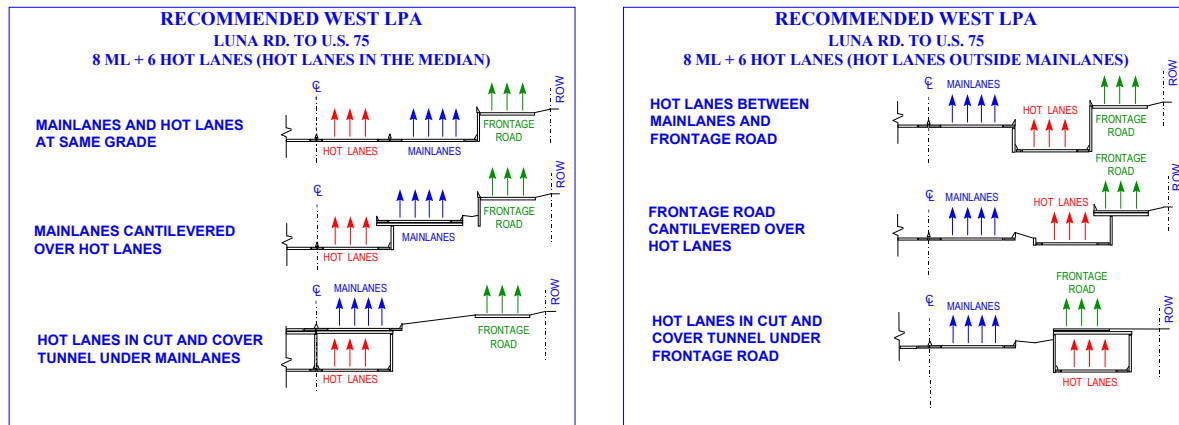 RECOMMENDED WEST LPA
LUNA RD. TO U.S. 75
8 ML + 6 HOT LANES (HOT LANES IN THE MEDIAN)
MAINLANES AND HOT LANES
AT SAME GRADE
℄
HOT LANES
MAINLANES
FRONTAGE
ROAD
ROW
MAINLANES CANTILEVERED
OVER HOT LANES
℄
HOT LANES
MAINLANES
FRONTAGE
ROAD
ROW
HOT LANES IN CUT AND COVER
TUNNEL UNDER MAINLANES
℄
MAINLANES
HOT LANES
FRONTAGE
ROAD
ROW
RECOMMENDED WEST LPA
LUNA RD. TO U.S. 75
8 ML + 6 HOT LANES (HOT LANES OUTSIDE MAINLANES)
HOT LANES BETWEEN
MAINLANES AND
FRONTAGE ROAD
℄
MAINLANES
HOT LANES
FRONTAGE
ROAD
ROW
FRONTAGE ROAD
CANTILEVERED OVER
HOT LANES
℄
MAINLANES
HOT LANES
FRONTAGE
ROAD
ROW
HOT LANES IN CUT AND
COVER TUNNEL UNDER
FRONTAGE ROAD
℄
MAINLANES
FRONTAGE
ROAD
HOT LANES
ROW